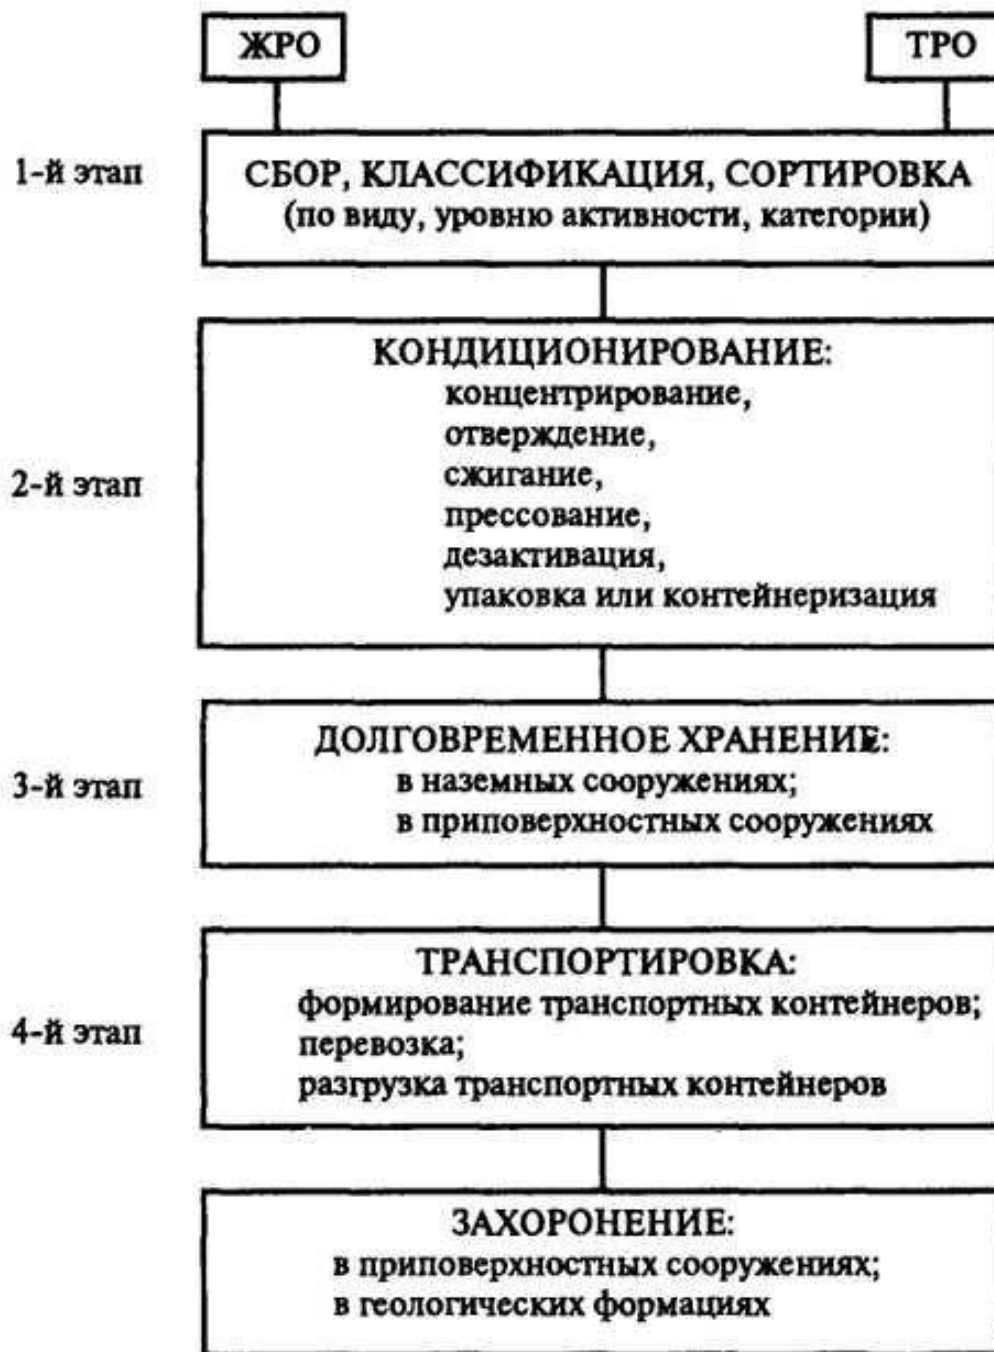 ЖРО
ТРО
1-й этап
СБОР, КЛАССИФИКАЦИЯ, СОРТИРОВКА
(по виду, уровню активности, категории)
2-й этап
КОНДИЦИОНИРОВАНИЕ:
концентрирование,
отверждение,
сжигание,
прессование,
дезактивация,
упаковка или контейнеризация
3-й этап
ДОЛГОВРЕМЕННОЕ ХРАНЕНИЕ:
в наземных сооружениях;
в приповерхностных сооружениях
4-й этап
ТРАНСПОРТИРОВКА:
формирование транспортных контейнеров;
перевозка;
разгрузка транспортных контейнеров
ЗАХОРОНЕНИЕ:
в приповерхностных сооружениях;
в геологических формациях